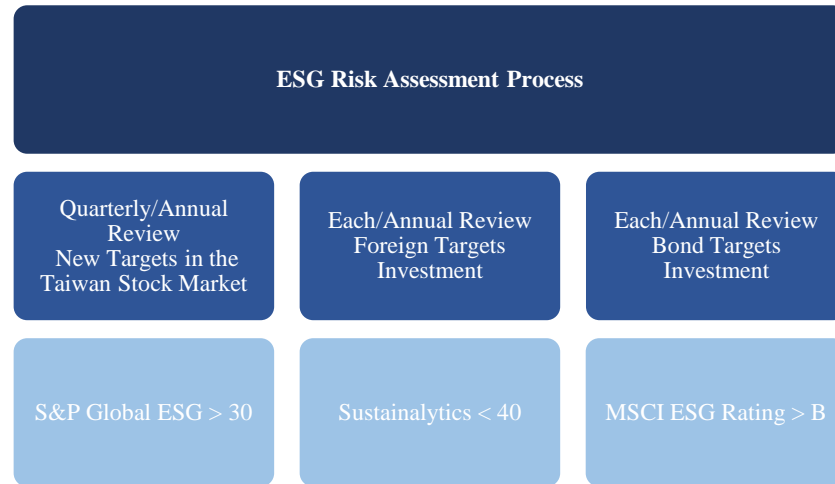 ESG Risk Assessment Process
Quarterly/Annual
Review
New Targets in the
Taiwan Stock Market
Each/Annual Review
Foreign Targets
Investment
Each/Annual Review
Bond Targets
Investment
S&P Global ESG > 30
Sustainalytics < 40
MSCI ESG Rating > B